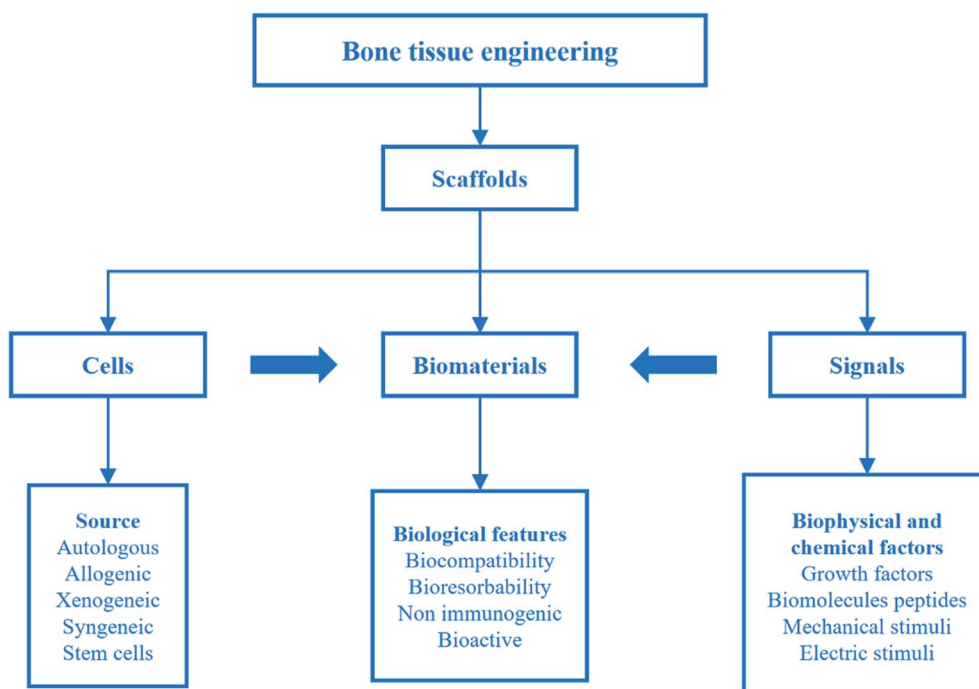 Bone tissue engineering
Scaffolds
Cells
Biomaterials
Signals
Source
Autologous
Allogenic
Xenogeneic
Syngeneic
Stem cells
Biological features
Biocompatibility
Bioresorbability
Non immunogenic
Bioactive
Biophysical and
chemical factors
Growth factors
Biomolecules peptides
Mechanical stimuli
Electric stimuli